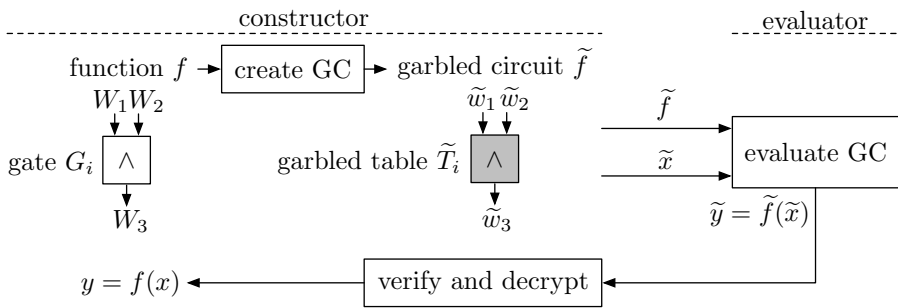 constructor
evaluator
function f
create GC
garbled circuit f̃
W₁ W₂
w̃₁ w̃₂
gate Gᵢ
∧
garbled table T̃ᵢ
∧
W₃
w̃₃
f̃
x̃
evaluate GC
ỹ = f̃(x̃)
y = f(x)
verify and decrypt